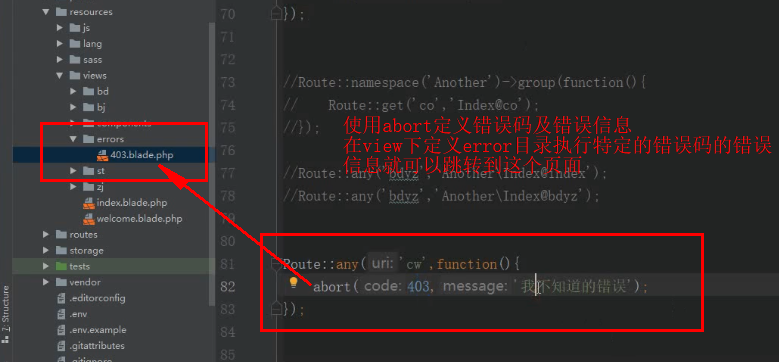 resources
js
lang
sass
views
bd
bj
components
errors
403.blade.php
st
zj
index.blade.php
welcome.blade.php
routes
storage
tests
vendor
.editorconfig
.env
.env.example
.gitattributes
.gitignore
7: Structure
70 });
71
72
73 //Route::namespace('Another')->group(function(){
74 // Route::get('co','Index@co');
75 //});
使用abort定义错误码及错误信息
在view下定义error目录执行特定的错误码的错误
信息就可以跳转到这个页面
76
77 //Route::any('bdyz','Another\Index@index');
78 //Route::any('bdyz','Another\Index@bdyz');
79
80
81 Route::any( uri: 'cw',function(){
82 abort( code: 403, message: '我不知道的错误');
83 });
84
85